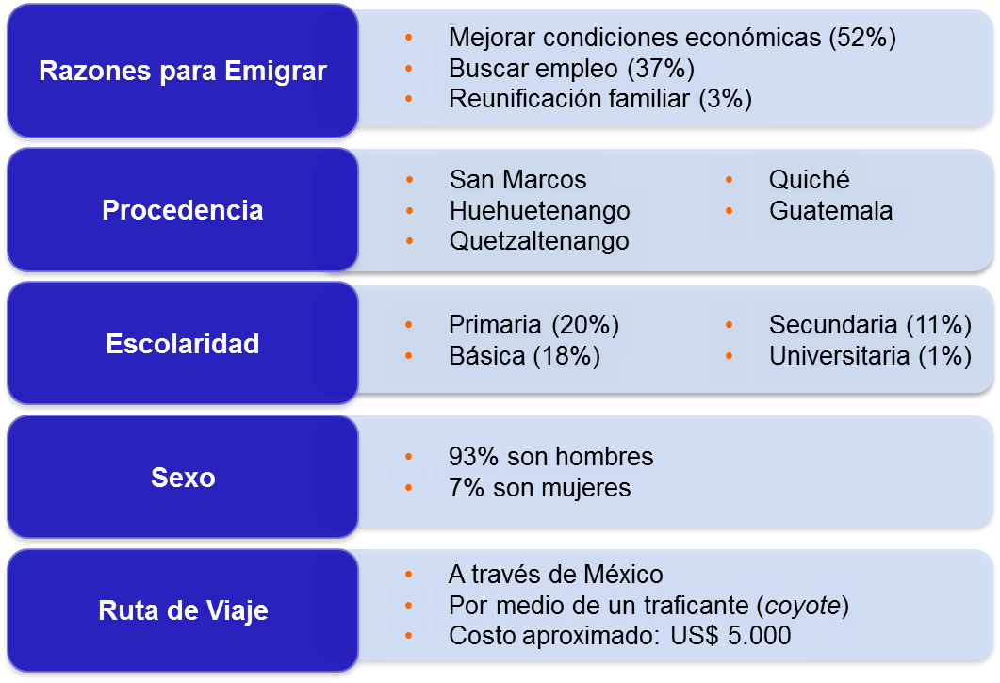 Razones para Emigrar
• Mejorar condiciones económicas (52%)
• Buscar empleo (37%)
• Reunificación familiar (3%)
Procedencia
• San Marcos
• Huehuetenango
• Quetzaltenango
• Quiché
• Guatemala
Escolaridad
• Primaria (20%)
• Básica (18%)
• Secundaria (11%)
• Universitaria (1%)
Sexo
• 93% son hombres
• 7% son mujeres
Ruta de Viaje
• A través de México
• Por medio de un traficante (coyote)
• Costo aproximado: US$ 5.000